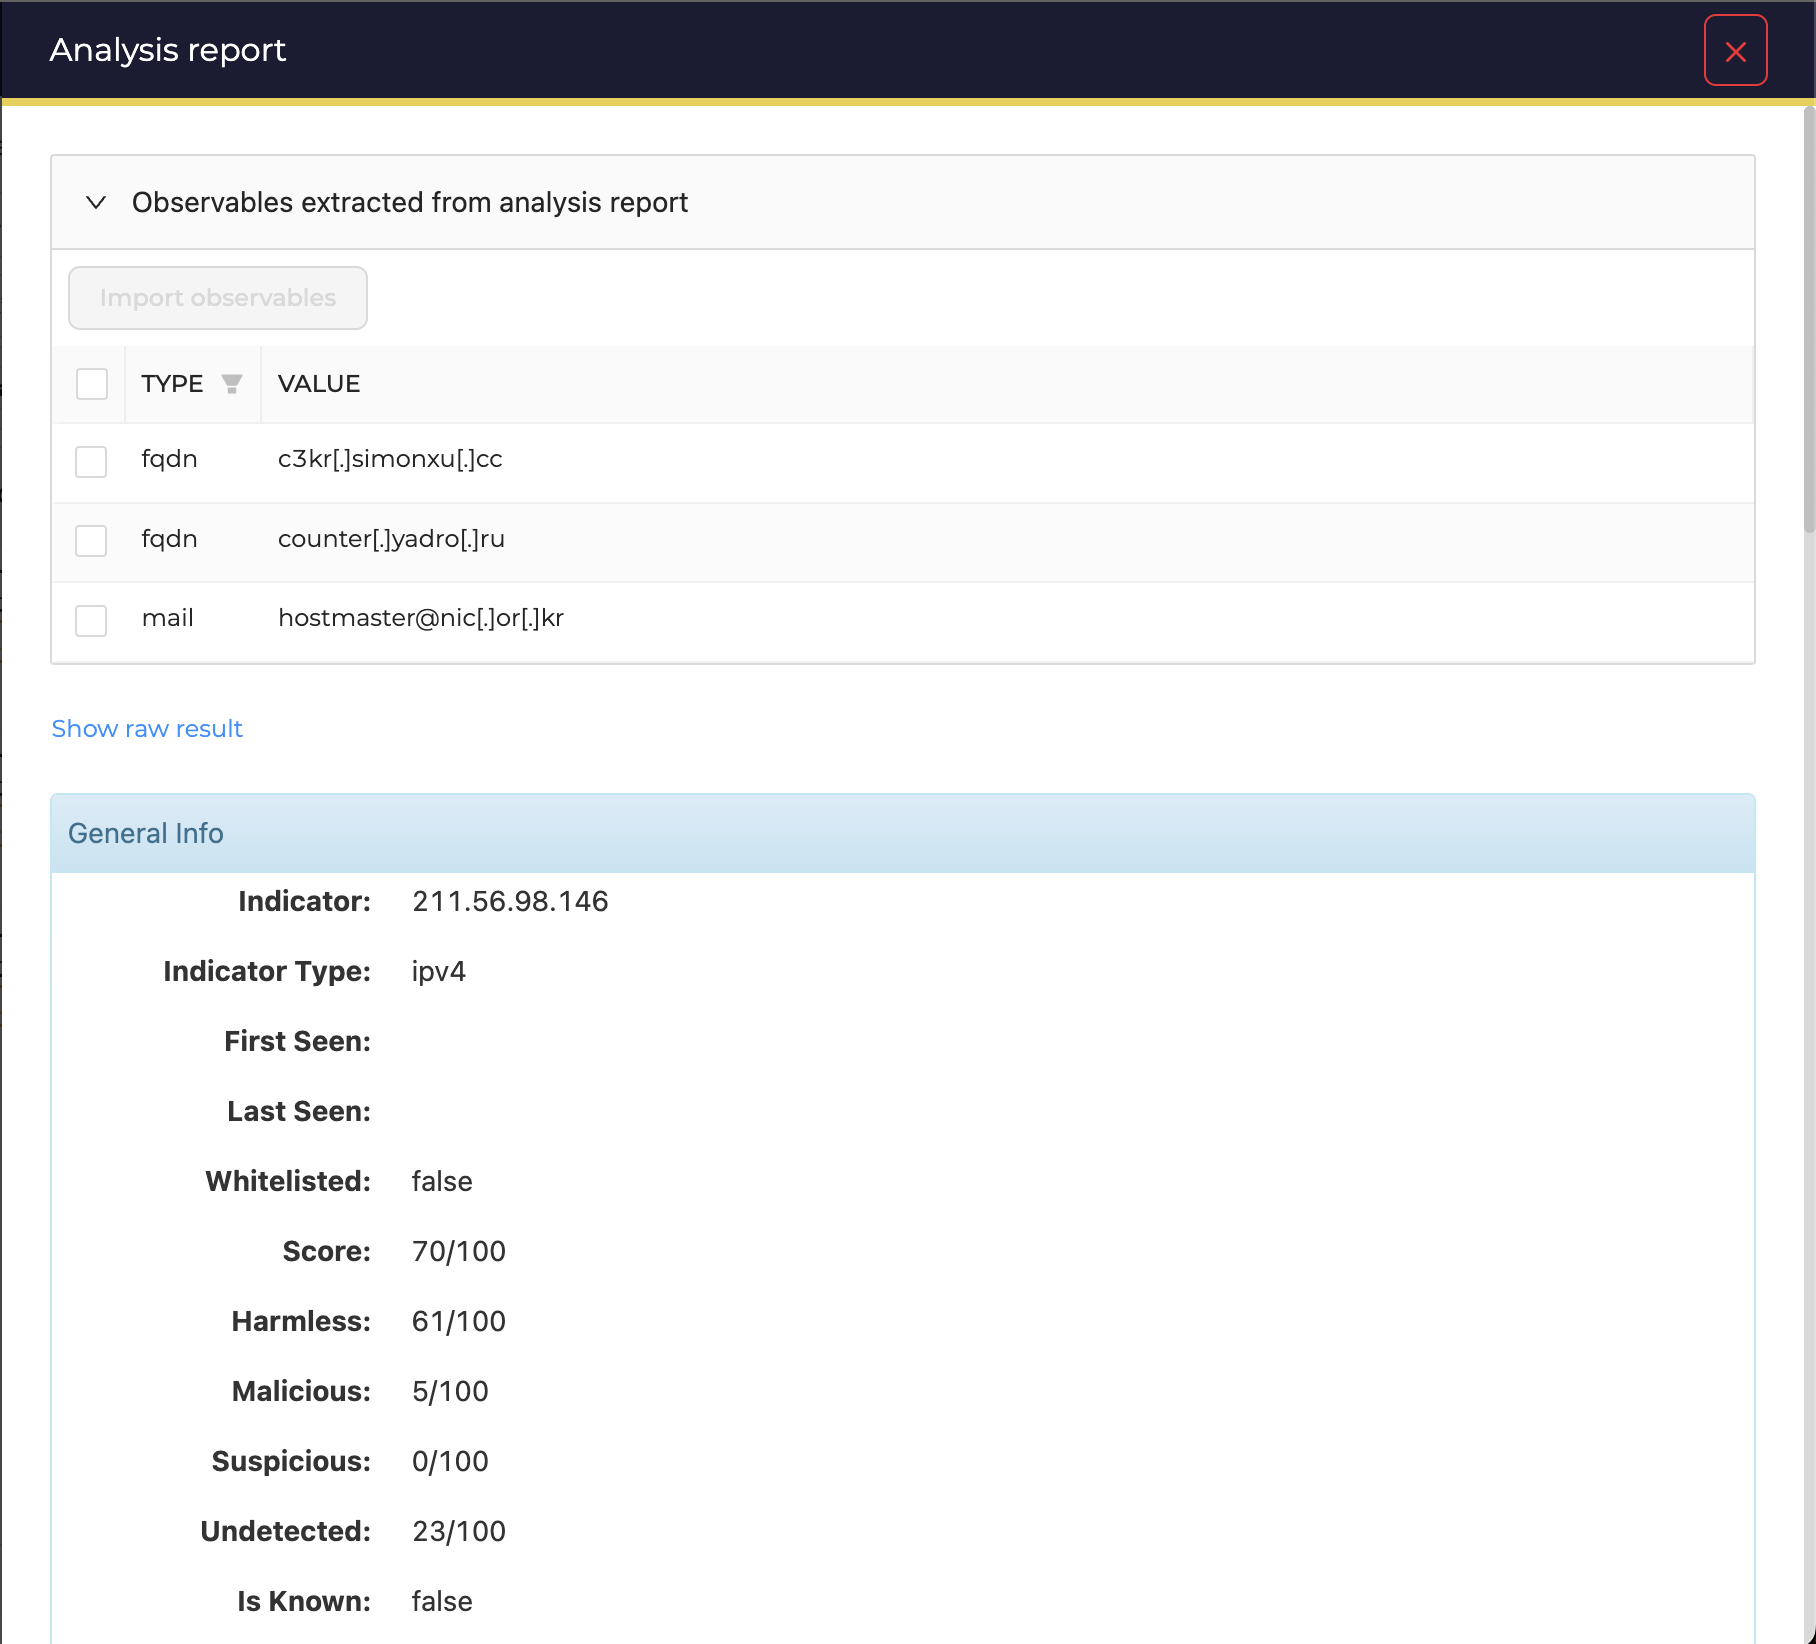 Analysis report
Observables extracted from analysis report
Import observables
TYPE VALUE
fqdn c3kr[.]simonxu[.]cc
fqdn counter[.]yadro[.]ru
mail hostmaster@nic[.]or[.]kr
Show raw result
General Info
Indicator: 211.56.98.146
Indicator Type: ipv4
First Seen:
Last Seen:
Whitelisted: false
Score: 70/100
Harmless: 61/100
Malicious: 5/100
Suspicious: 0/100
Undetected: 23/100
Is Known: false